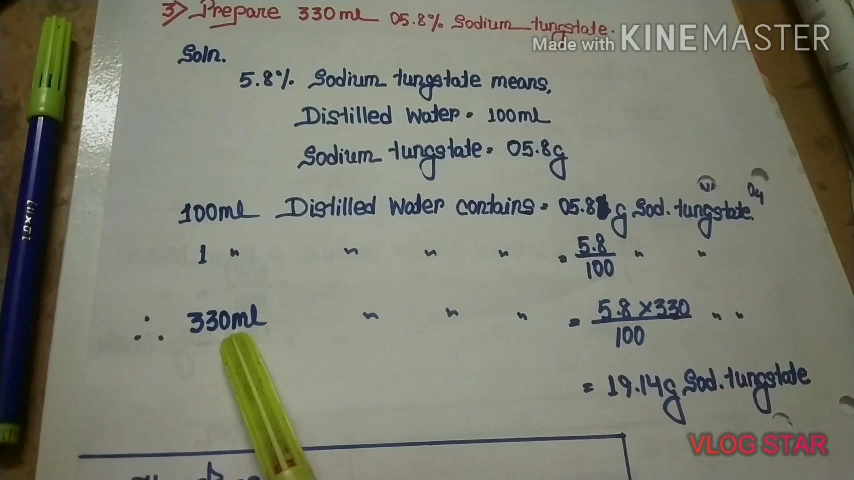 3) Prepare 330ml 05.8% Sodium tungstate.
Made with KINEMASTER
Soln.
5.8% Sodium tungstate means,
Distilled Water = 100ml
Sodium tungstate = 05.8g
100ml Distilled Water contains = 05.8 g Sod. tungstate
1 " " " " = 5.8/100 " "
∴ 330ml " " " = 5.8 × 330/100 " "
= 19.14g Sod. tungstate
VLOG STAR
LUXOR